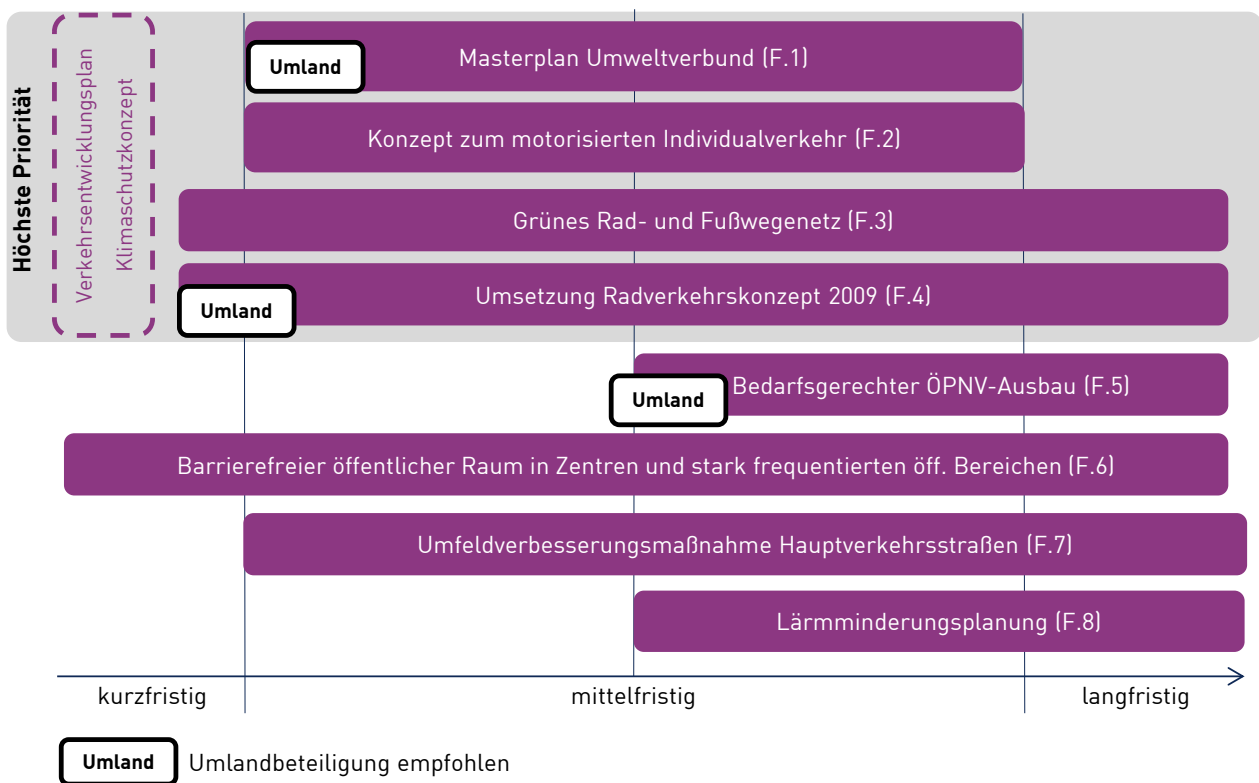 Höchste Priorität
Verkehrsentwicklungsplan
Klimaschutzkonzept
Umland
Masterplan Umweltverbund (F.1)
Konzept zum motorisierten Individualverkehr (F.2)
Grünes Rad- und Fußwegenetz (F.3)
Umland
Umsetzung Radverkehrskonzept 2009 (F.4)
Umland
Bedarfsgerechter ÖPNV-Ausbau (F.5)
Barrierefreier öffentlicher Raum in Zentren und stark frequentierten öff. Bereichen (F.6)
Umfeldverbesserungsmaßnahme Hauptverkehrsstraßen (F.7)
Lärmminderungsplanung (F.8)
kurzfristig
mittelfristig
langfristig
Umland Umlandbeteiligung empfohlen